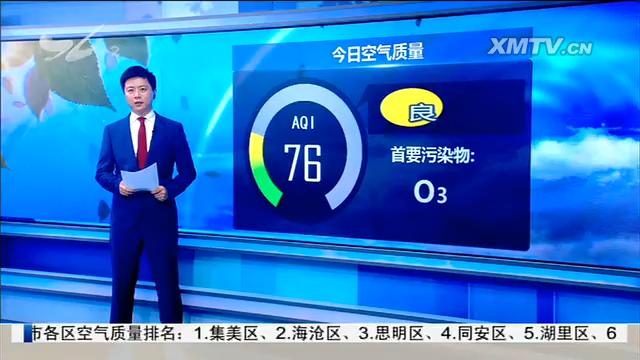 XMTV.CN
今日空气质量
AQI
76
良
首要污染物:
O3
市各区空气质量排名: 1.集美区、2.海沧区、3.思明区、4.同安区、5.湖里区、6